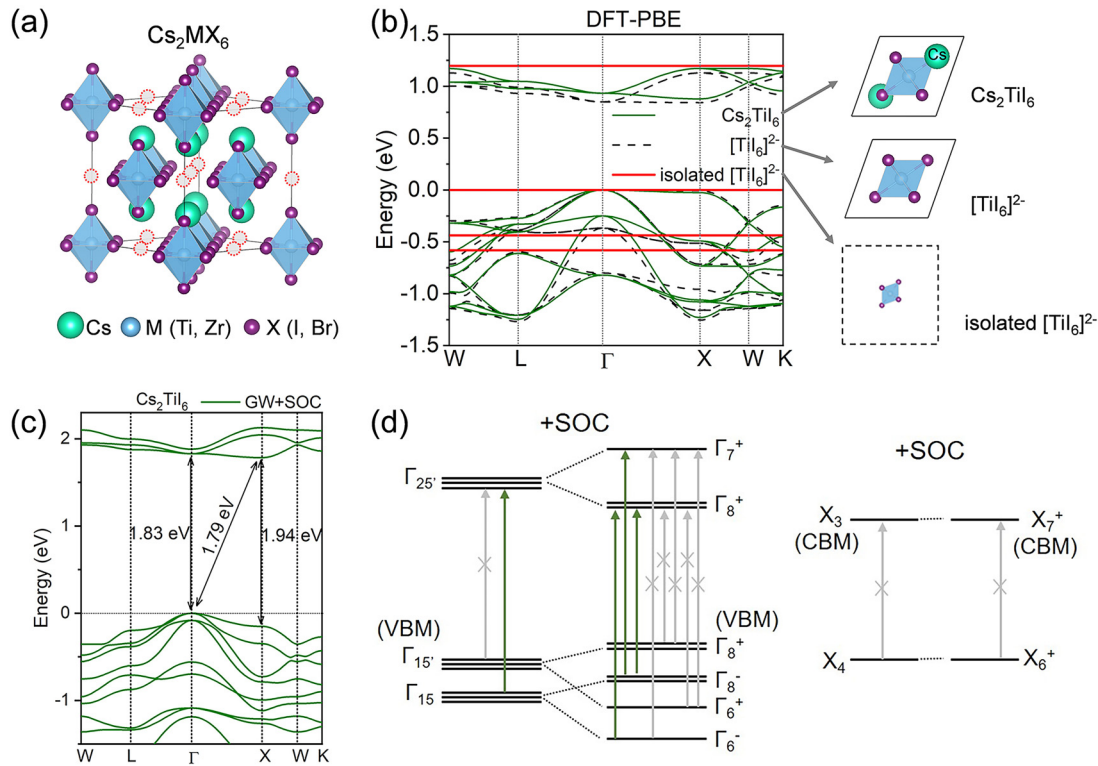 (a)
Cs₂MX₆
Cs M (Ti, Zr) X (I, Br)
(b)
DFT-PBE
Energy (eV)
1.5
1.0
0.5
0.0
-0.5
-1.0
-1.5
W L Γ X W K
Cs₂TiI₆
[TiI₆]²⁻
isolated [TiI₆]²⁻
Cs
Cs₂TiI₆
[TiI₆]²⁻
isolated [TiI₆]²⁻
(c)
Cs₂TiI₆ GW+SOC
Energy (eV)
2
1
0
-1
1.83 eV
1.79 eV
1.94 eV
W L Γ X W K
(d)
+SOC
Γ₂₅'
(VBM)
Γ₁₅'
Γ₁₅
Γ₇⁺
Γ₈⁺
(VBM)
Γ₈⁺
Γ₈⁻
Γ₆⁺
Γ₆⁻
+SOC
X₃
(CBM)
X₇⁺
(CBM)
X₄
X₆⁺